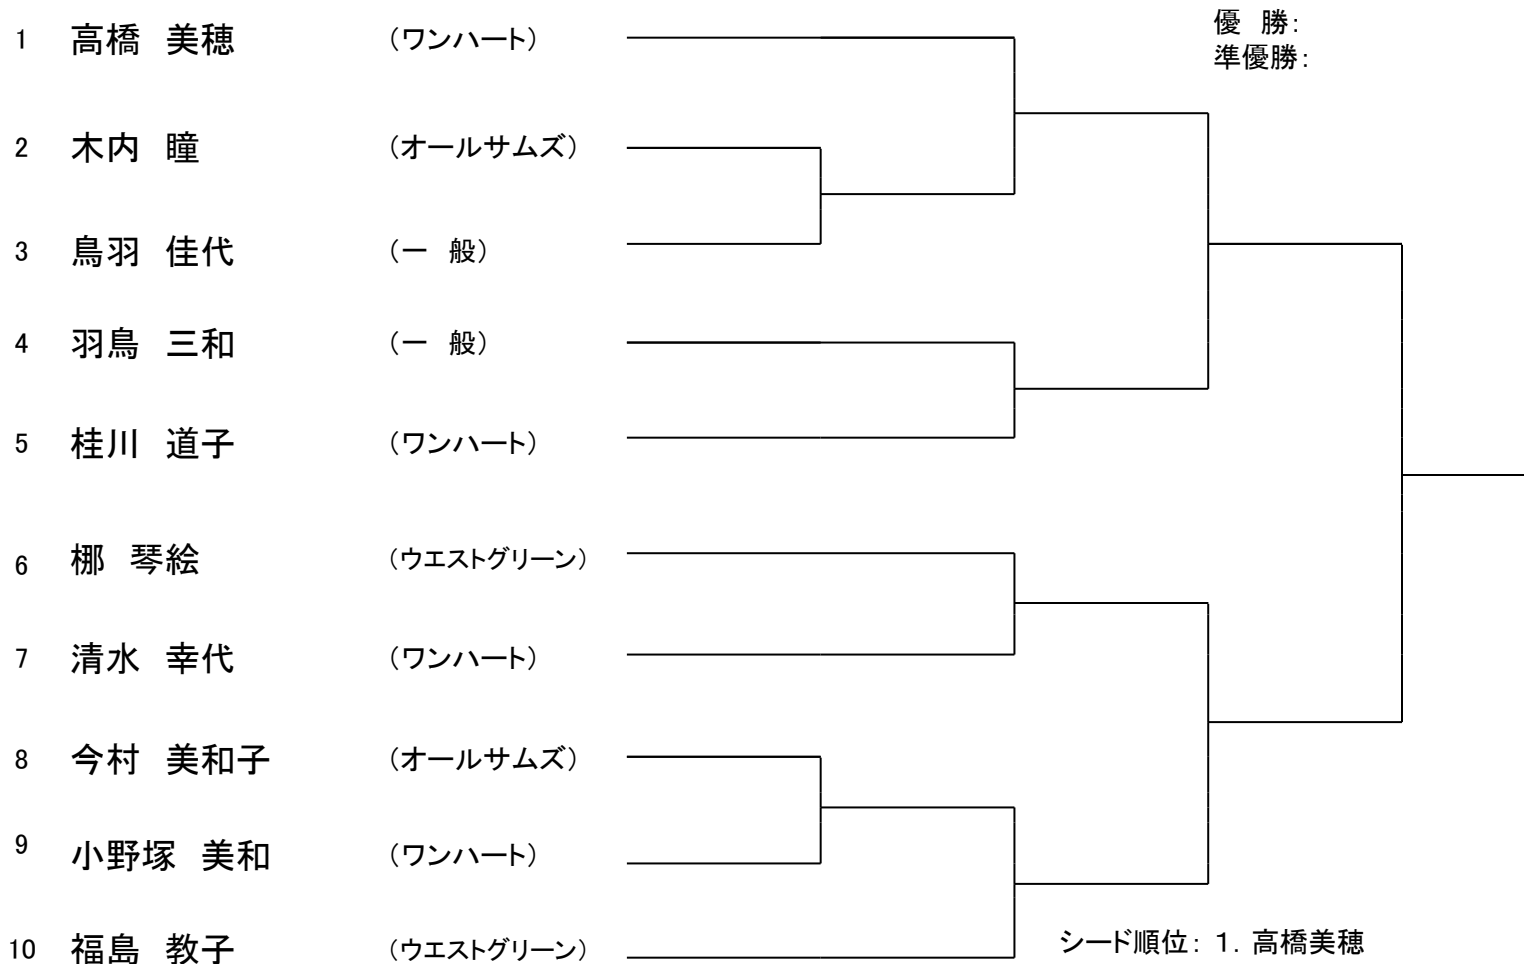 優　勝：
準優勝：
1 高橋　美穂 （ワンハート）
2 木内　瞳 （オールサムズ）
3 鳥羽　佳代 （一　般）
4 羽鳥　三和 （一　般）
5 桂川　道子 （ワンハート）
6 梛　琴絵 （ウエストグリーン）
7 清水　幸代 （ワンハート）
8 今村　美和子 （オールサムズ）
9 小野塚　美和 （ワンハート）
10 福島　教子 （ウエストグリーン）
シード順位： １． 高橋美穂